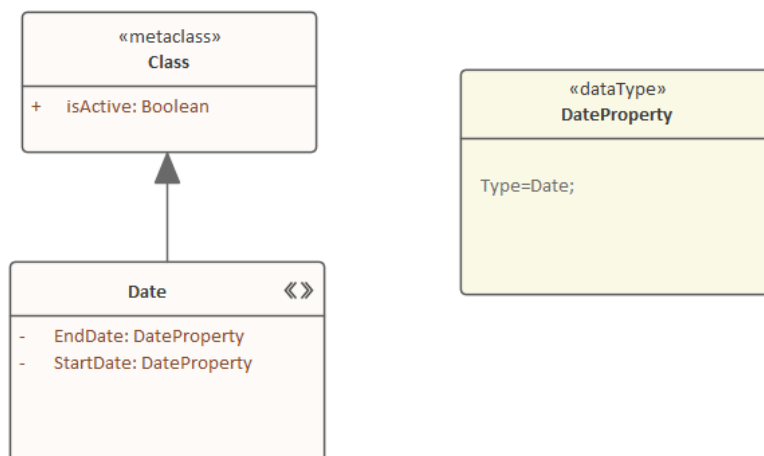 «metaclass»
Class
+ isActive: Boolean
«dataType»
DateProperty
Type=Date;
Date
- EndDate: DateProperty
- StartDate: DateProperty